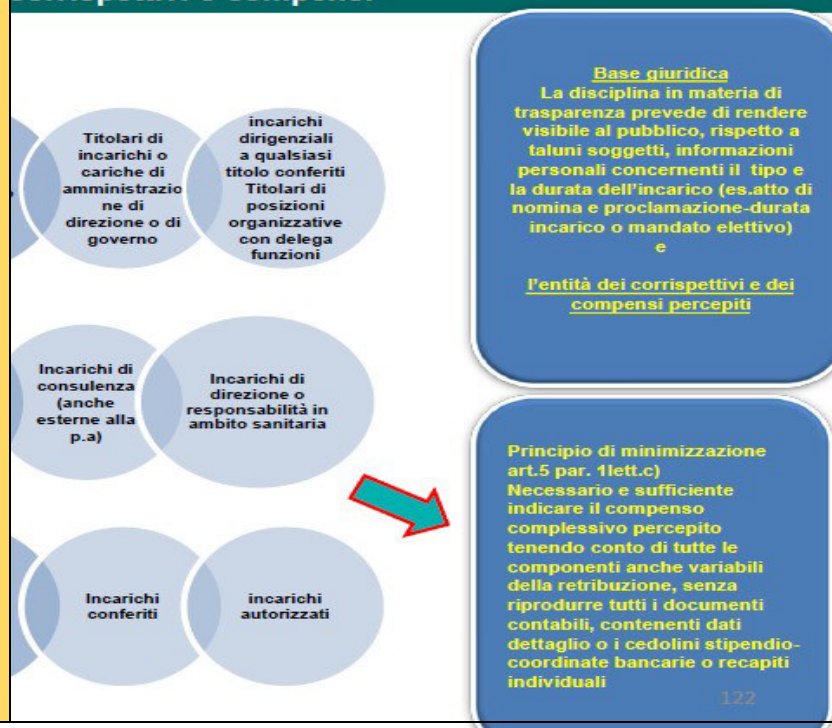 Titolari di
incarichi o
cariche di
amministrazio
ne di
direzione o di
governo
incarichi
dirigenziali
a qualsiasi
titolo conferiti
Titolari di
posizioni
organizzative
con delega
funzioni
Base giuridica
La disciplina in materia di
trasparenza prevede di rendere
visibile al pubblico, rispetto a
taluni soggetti, informazioni
personali concernenti il tipo e
la durata dell'incarico (es.atto di
nomina e proclamazione-durata
incarico o mandato elettivo)
e
l'entità dei corrispettivi e dei
compensi percepiti
Incarichi di
consulenza
(anche
esterne alla
p.a)
Incarichi di
direzione o
responsabilità in
ambito sanitaria
Principio di minimizzazione
art.5 par. 1lett.c)
Necessario e sufficiente
indicare il compenso
complessivo percepito
tenendo conto di tutte le
componenti anche variabili
della retribuzione, senza
riprodurre tutti i documenti
contabili, contenenti dati
dettaglio o i cedolini stipendio-
coordinate bancarie o recapiti
individuali
Incarichi
conferiti
incarichi
autorizzati
122